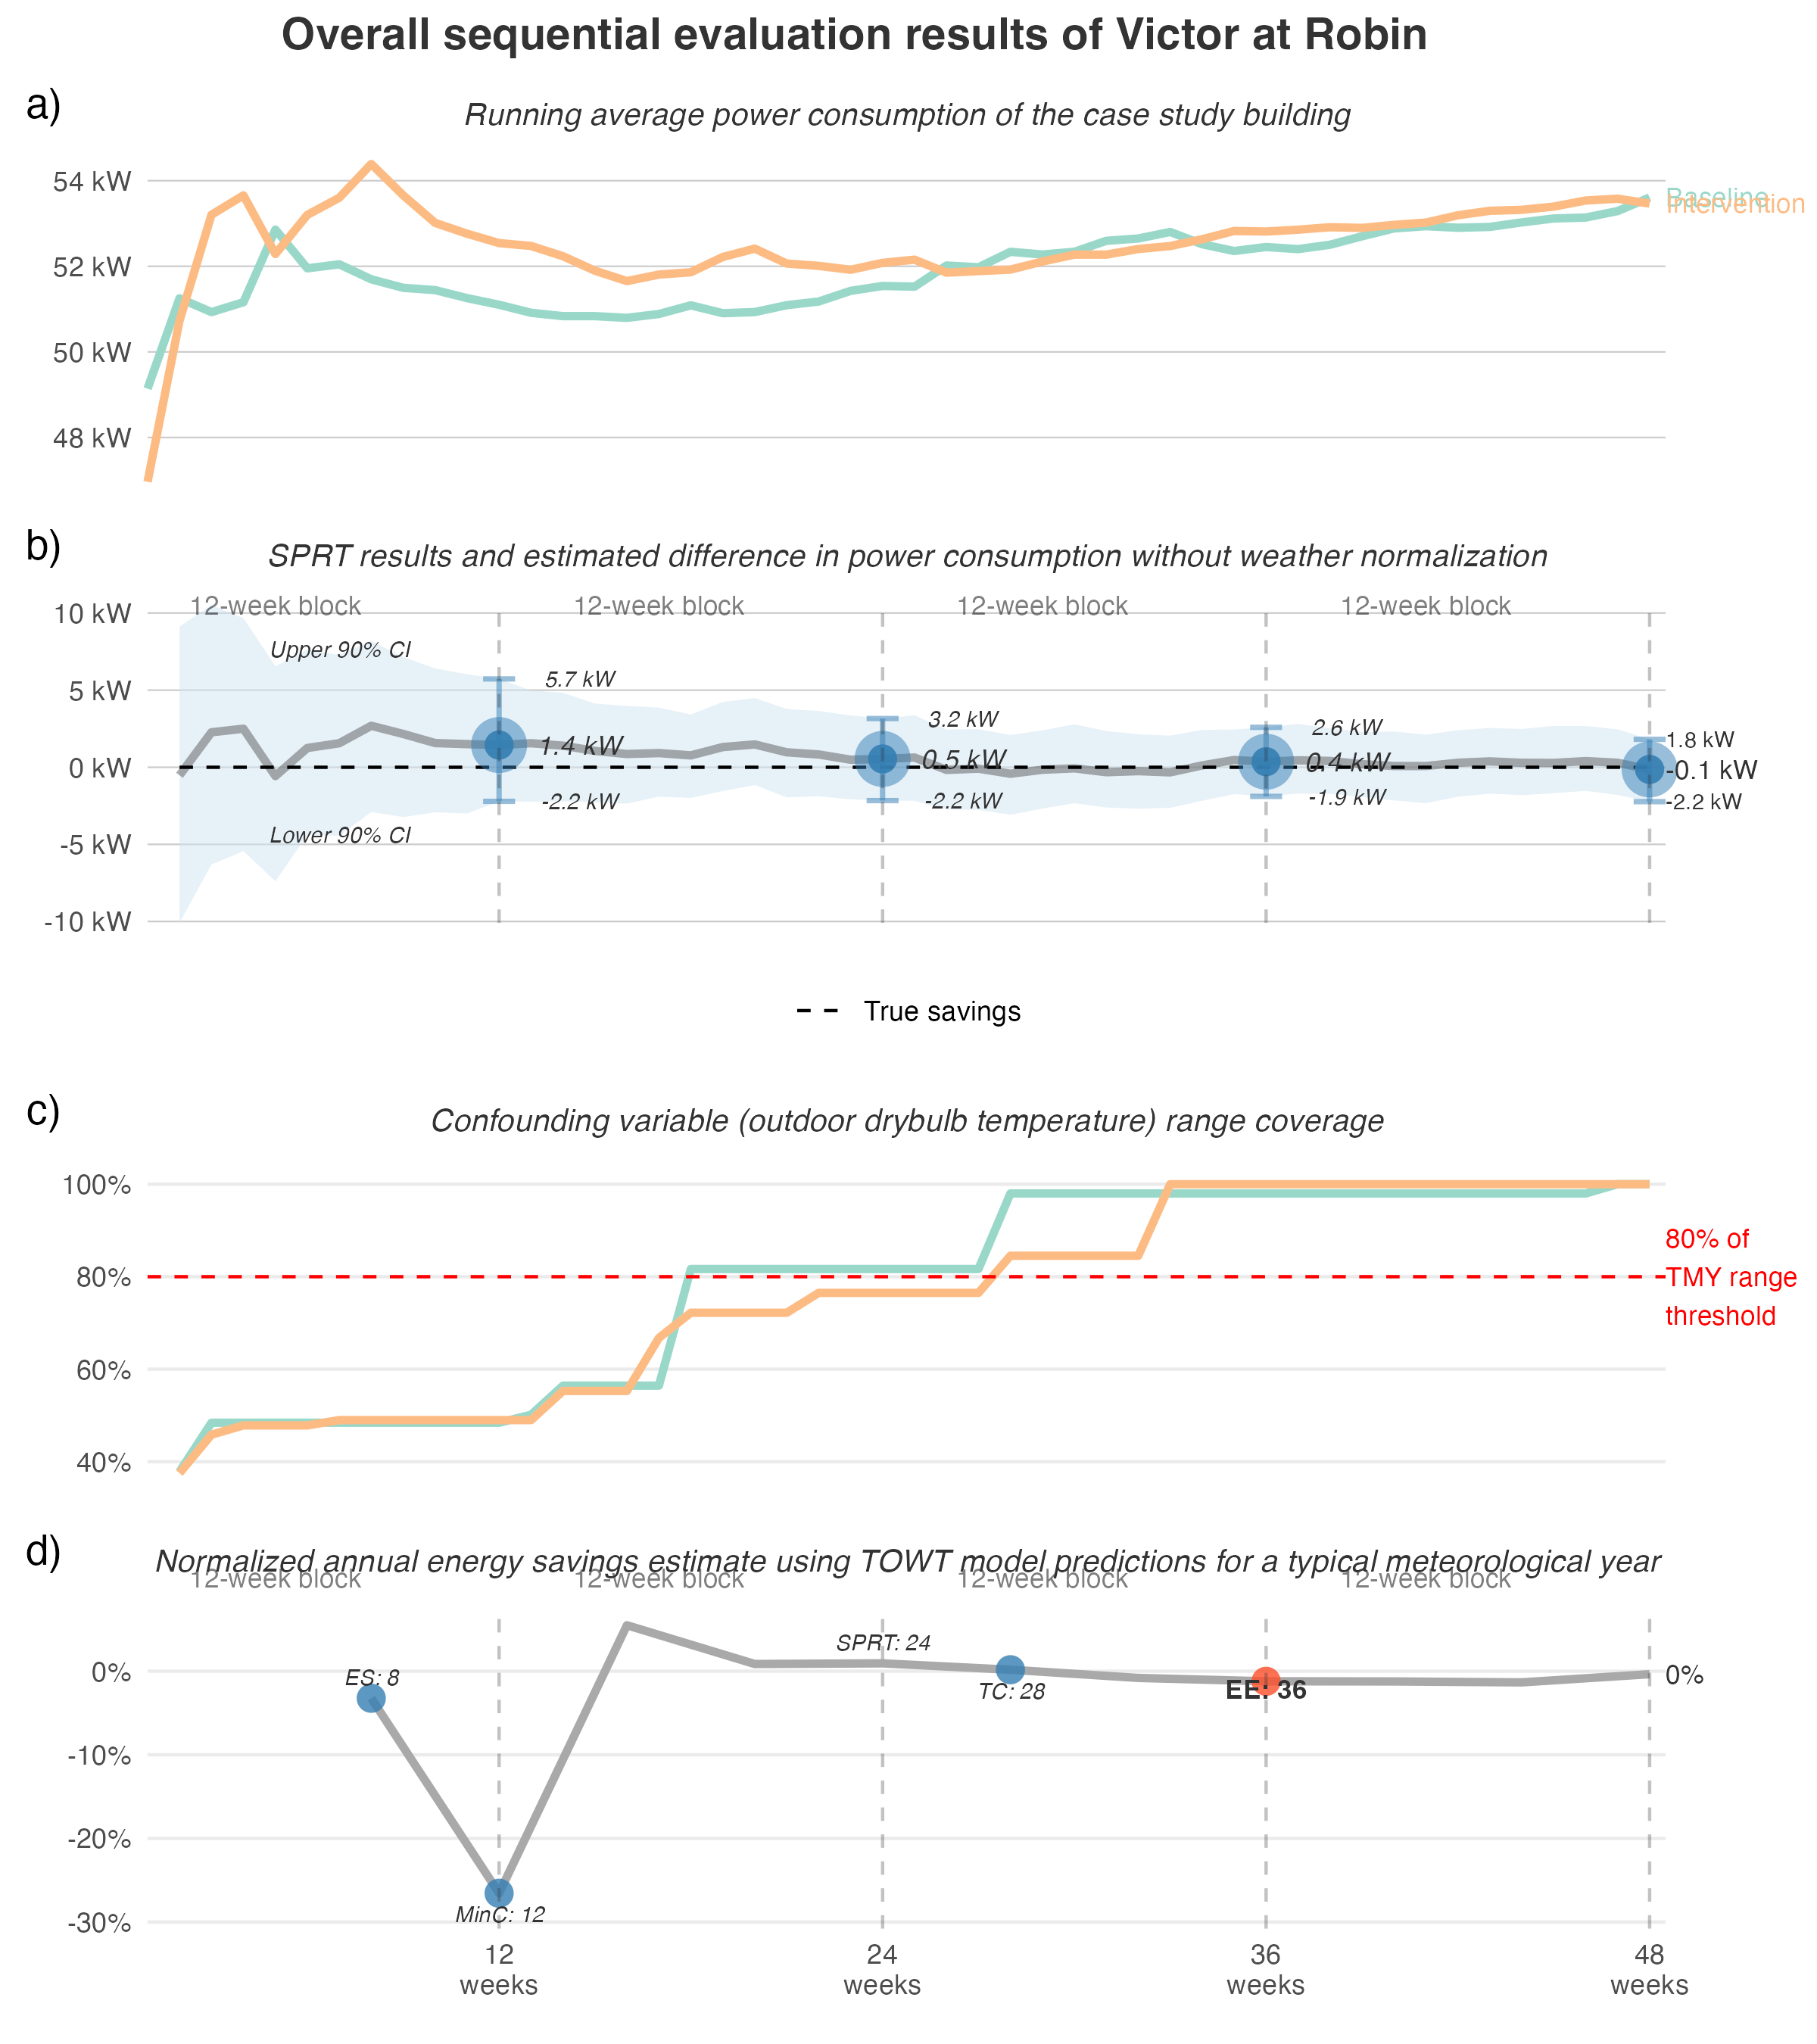 Overall sequential evaluation results of Victor at Robin
a)
Running average power consumption of the case study building
54 kW
52 kW
50 kW
48 kW
Baseline
Intervention
b)
SPRT results and estimated difference in power consumption without weather normalization
12-week block
12-week block
12-week block
12-week block
10 kW
5 kW
0 kW
-5 kW
-10 kW
Upper 90% CI
Lower 90% CI
5.7 kW
1.4 kW
-2.2 kW
3.2 kW
0.5 kW
-2.2 kW
2.6 kW
0.4 kW
-1.9 kW
1.8 kW
-0.1 kW
-2.2 kW
True savings
c)
Confounding variable (outdoor drybulb temperature) range coverage
100%
80%
60%
40%
80% of
TMY range
threshold
d)
Normalized annual energy savings estimate using TOWT model predictions for a typical meteorological year
12-week block
12-week block
12-week block
12-week block
0%
-10%
-20%
-30%
ES: 8
MinC: 12
SPRT: 24
TC: 28
EE: 36
0%
12
weeks
24
weeks
36
weeks
48
weeks